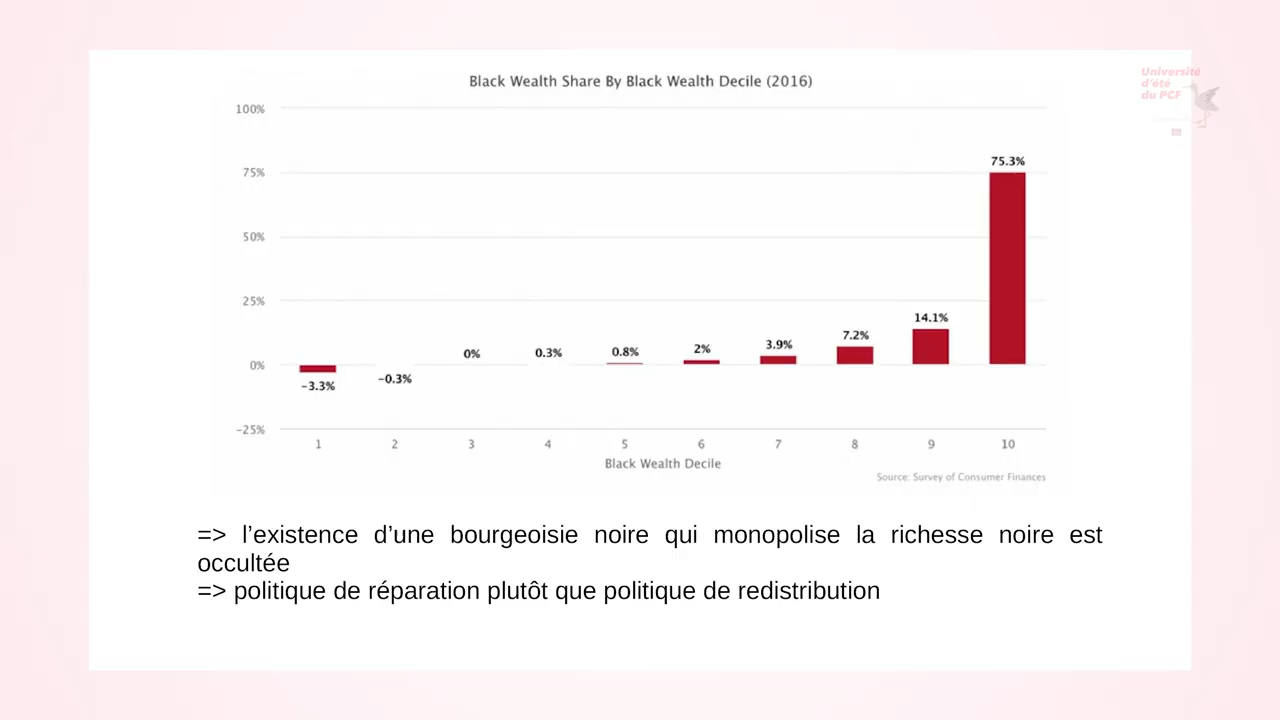 Black Wealth Share By Black Wealth Decile (2016)
Université
d'été
du PCF
100%
75%
50%
25%
0%
−25%
−3.3%
−0.3%
0%
0.3%
0.8%
2%
3.9%
7.2%
14.1%
75.3%
1 2 3 4 5 6 7 8 9 10
Black Wealth Decile
Source: Survey of Consumer Finances
=> l’existence d’une bourgeoisie noire qui monopolise la richesse noire est
occultée
=> politique de réparation plutôt que politique de redistribution